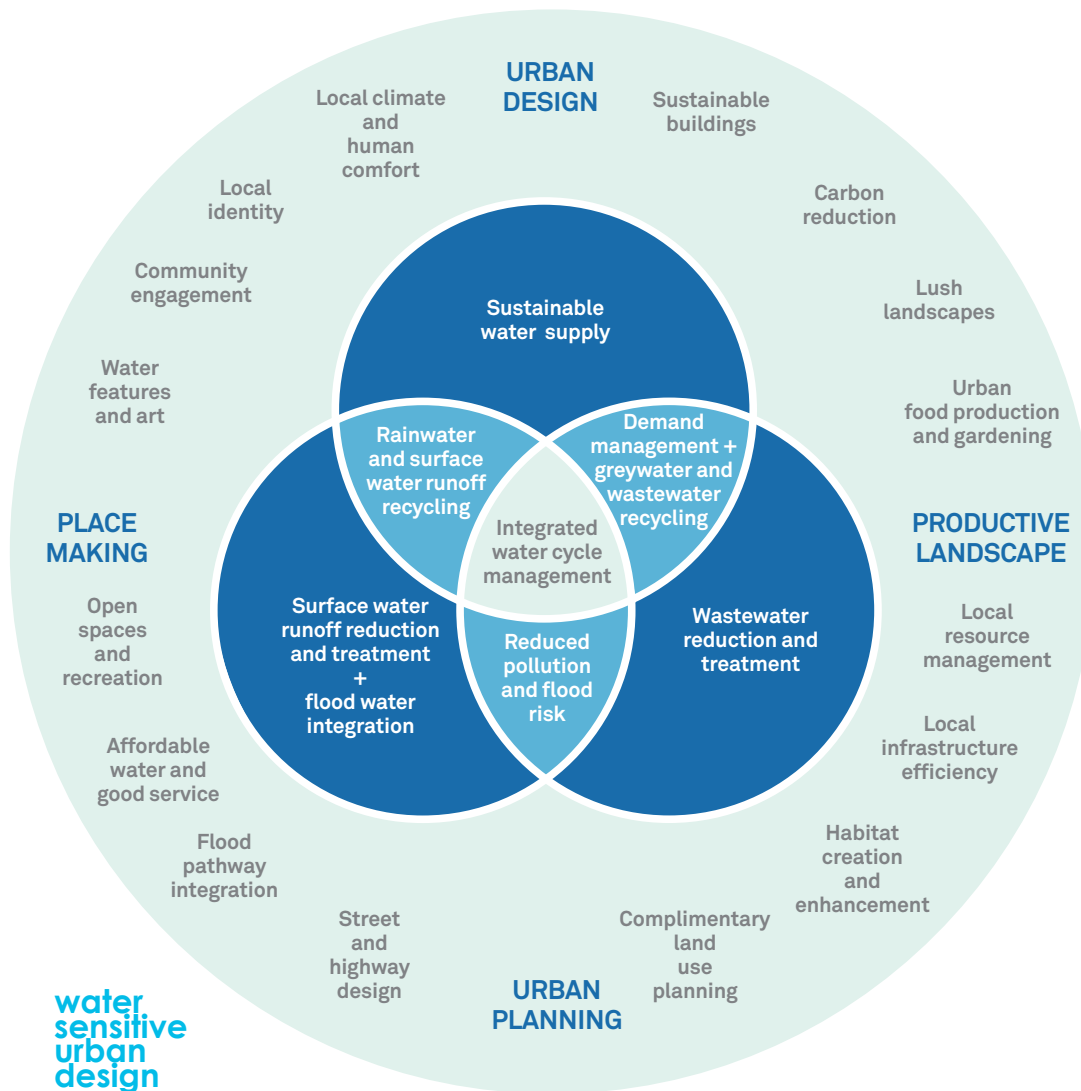 URBAN
DESIGN
Local climate
and
human
comfort
Sustainable
buildings
Local
identity
Carbon
reduction
Community
engagement
Lush
landscapes
Water
features
and art
Urban
food production
and gardening
PLACE
MAKING
PRODUCTIVE
LANDSCAPE
Open
spaces
and
recreation
Local
resource
management
Affordable
water and
good service
Local
infrastructure
efficiency
Flood
pathway
integration
Habitat
creation
and
enhancement
Street
and
highway
design
Complimentary
land
use
planning
URBAN
PLANNING
Sustainable
water supply
Rainwater
and surface
water runoff
recycling
Demand
management +
greywater and
wastewater
recycling
Integrated
water cycle
management
Surface water
runoff reduction
and treatment
+
flood water
integration
Reduced
pollution
and flood
risk
Wastewater
reduction and
treatment
water
sensitive
urban
design